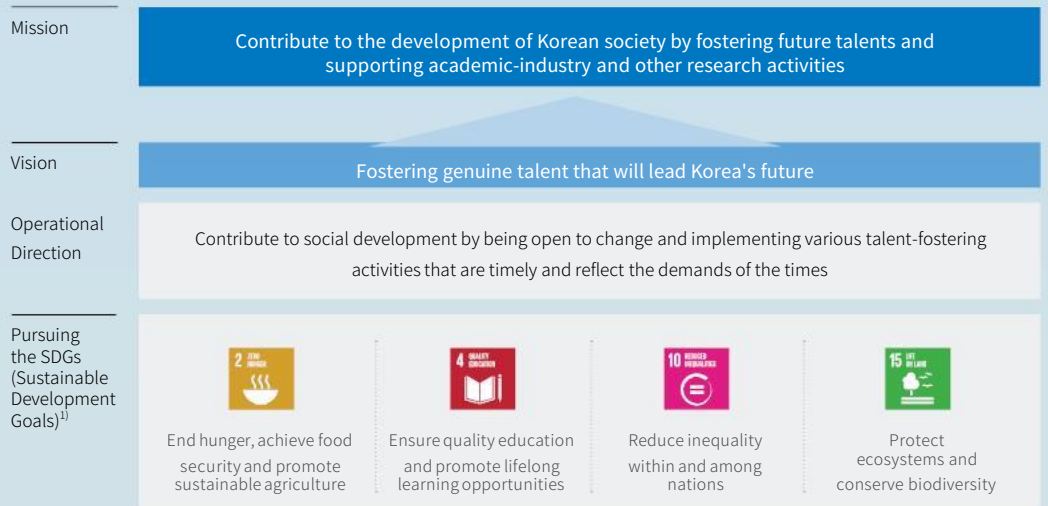 Mission
Contribute to the development of Korean society by fostering future talents and
supporting academic-industry and other research activities
Vision
Fostering genuine talent that will lead Korea's future
Operational
Direction
Contribute to social development by being open to change and implementing various talent-fostering
activities that are timely and reflect the demands of the times
Pursuing
the SDGs
(Sustainable
Development
Goals)1)
2 ZERO
HUNGER
End hunger, achieve food
security and promote
sustainable agriculture
4 QUALITY
EDUCATION
Ensure quality education
and promote lifelong
learning opportunities
10 REDUCED
INEQUALITIES
Reduce inequality
within and among
nations
15 LIFE
ON LAND
Protect
ecosystems and
conserve biodiversity